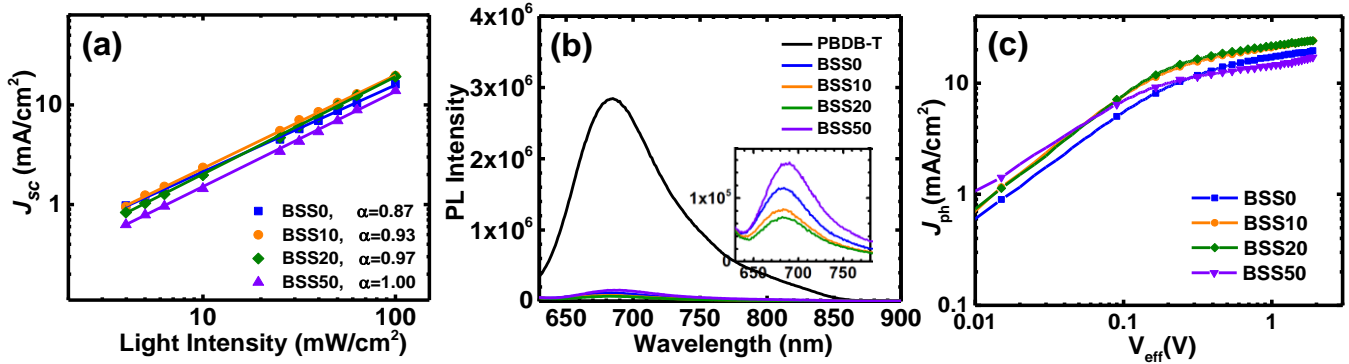 (a)
10
1
J_sc (mA/cm²)
BSS0, α=0.87
BSS10, α=0.93
BSS20, α=0.97
BSS50, α=1.00
10 100
Light Intensity (mW/cm²)
(b)
4x10⁶
3x10⁶
2x10⁶
1x10⁶
0
PL Intensity
PBDB-T
BSS0
BSS10
BSS20
BSS50
1x10⁵
0
650 700 750
650 700 750 800 850 900
Wavelength (nm)
(c)
10
1
0.1
J_ph(mA/cm²)
BSS0
BSS10
BSS20
BSS50
0.01 0.1 1
V_eff(V)